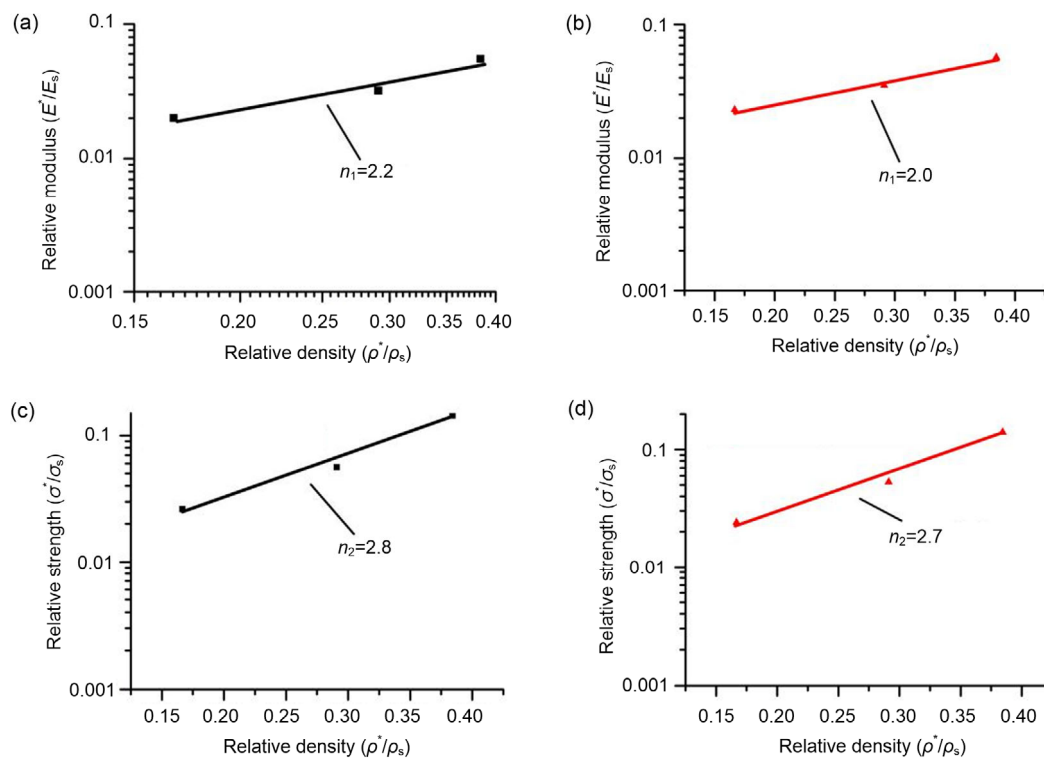 (a)
0.1
0.01
0.001
Relative modulus (E*/Es)
n1=2.2
0.15 0.20 0.25 0.30 0.35 0.40
Relative density (ρ*/ρs)
(b)
0.1
0.01
0.001
Relative modulus (E*/Es)
n1=2.0
0.15 0.20 0.25 0.30 0.35 0.40
Relative density (ρ*/ρs)
(c)
0.1
0.01
0.001
Relative strength (σ*/σs)
n2=2.8
0.15 0.20 0.25 0.30 0.35 0.40
Relative density (ρ*/ρs)
(d)
0.1
0.01
0.001
Relative strength (σ*/σs)
n2=2.7
0.15 0.20 0.25 0.30 0.35 0.40
Relative density (ρ*/ρs)